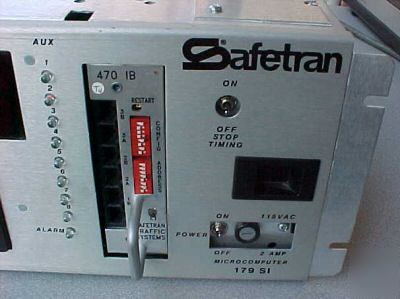 AUX
1
2
3
4
5
6
7
8
ALARM
470 IB
RESTART
CONFIG
ADDRESS
SAFETRAN
TRAFFIC
SYSTEMS
Safetran
ON
OFF
STOP
TIMING
ON
115VAC
POWER
OFF
2 AMP
MICROCOMPUTER
179 SI